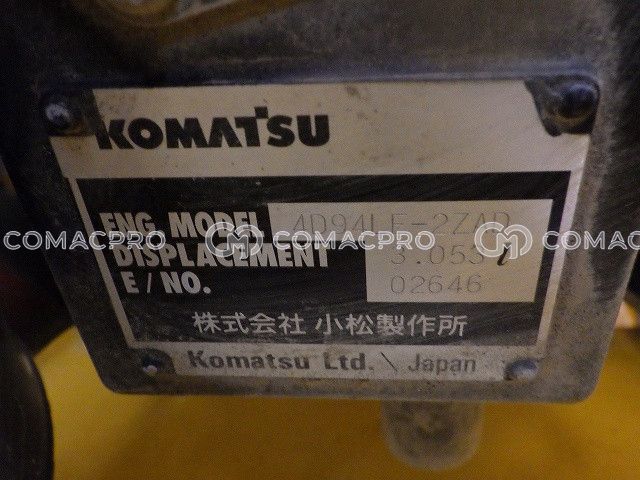 KOMATSU
ENG MODEL 4D94LE-2ZAD
COMACPRO COMACPRO COMACPRO
DISPLACEMENT 3.053 ℓ
E / NO. 02646
株式会社 小松製作所
Komatsu Ltd. Japan